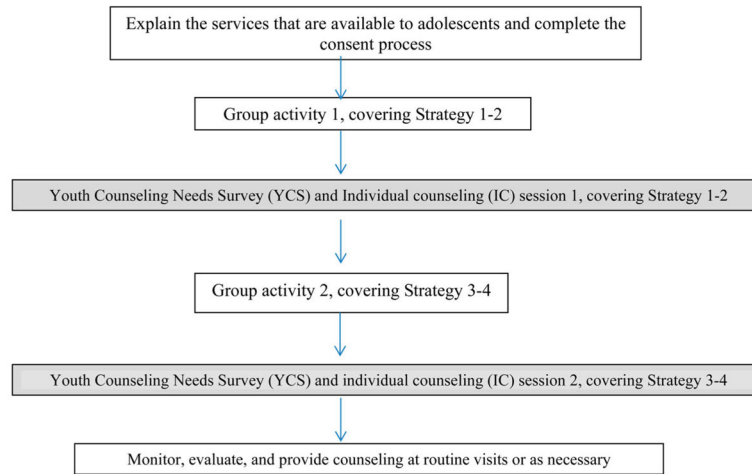 Explain the services that are available to adolescents and complete the
consent process
Group activity 1, covering Strategy 1-2
Youth Counseling Needs Survey (YCS) and Individual counseling (IC) session 1, covering Strategy 1-2
Group activity 2, covering Strategy 3-4
Youth Counseling Needs Survey (YCS) and individual counseling (IC) session 2, covering Strategy 3-4
Monitor, evaluate, and provide counseling at routine visits or as necessary